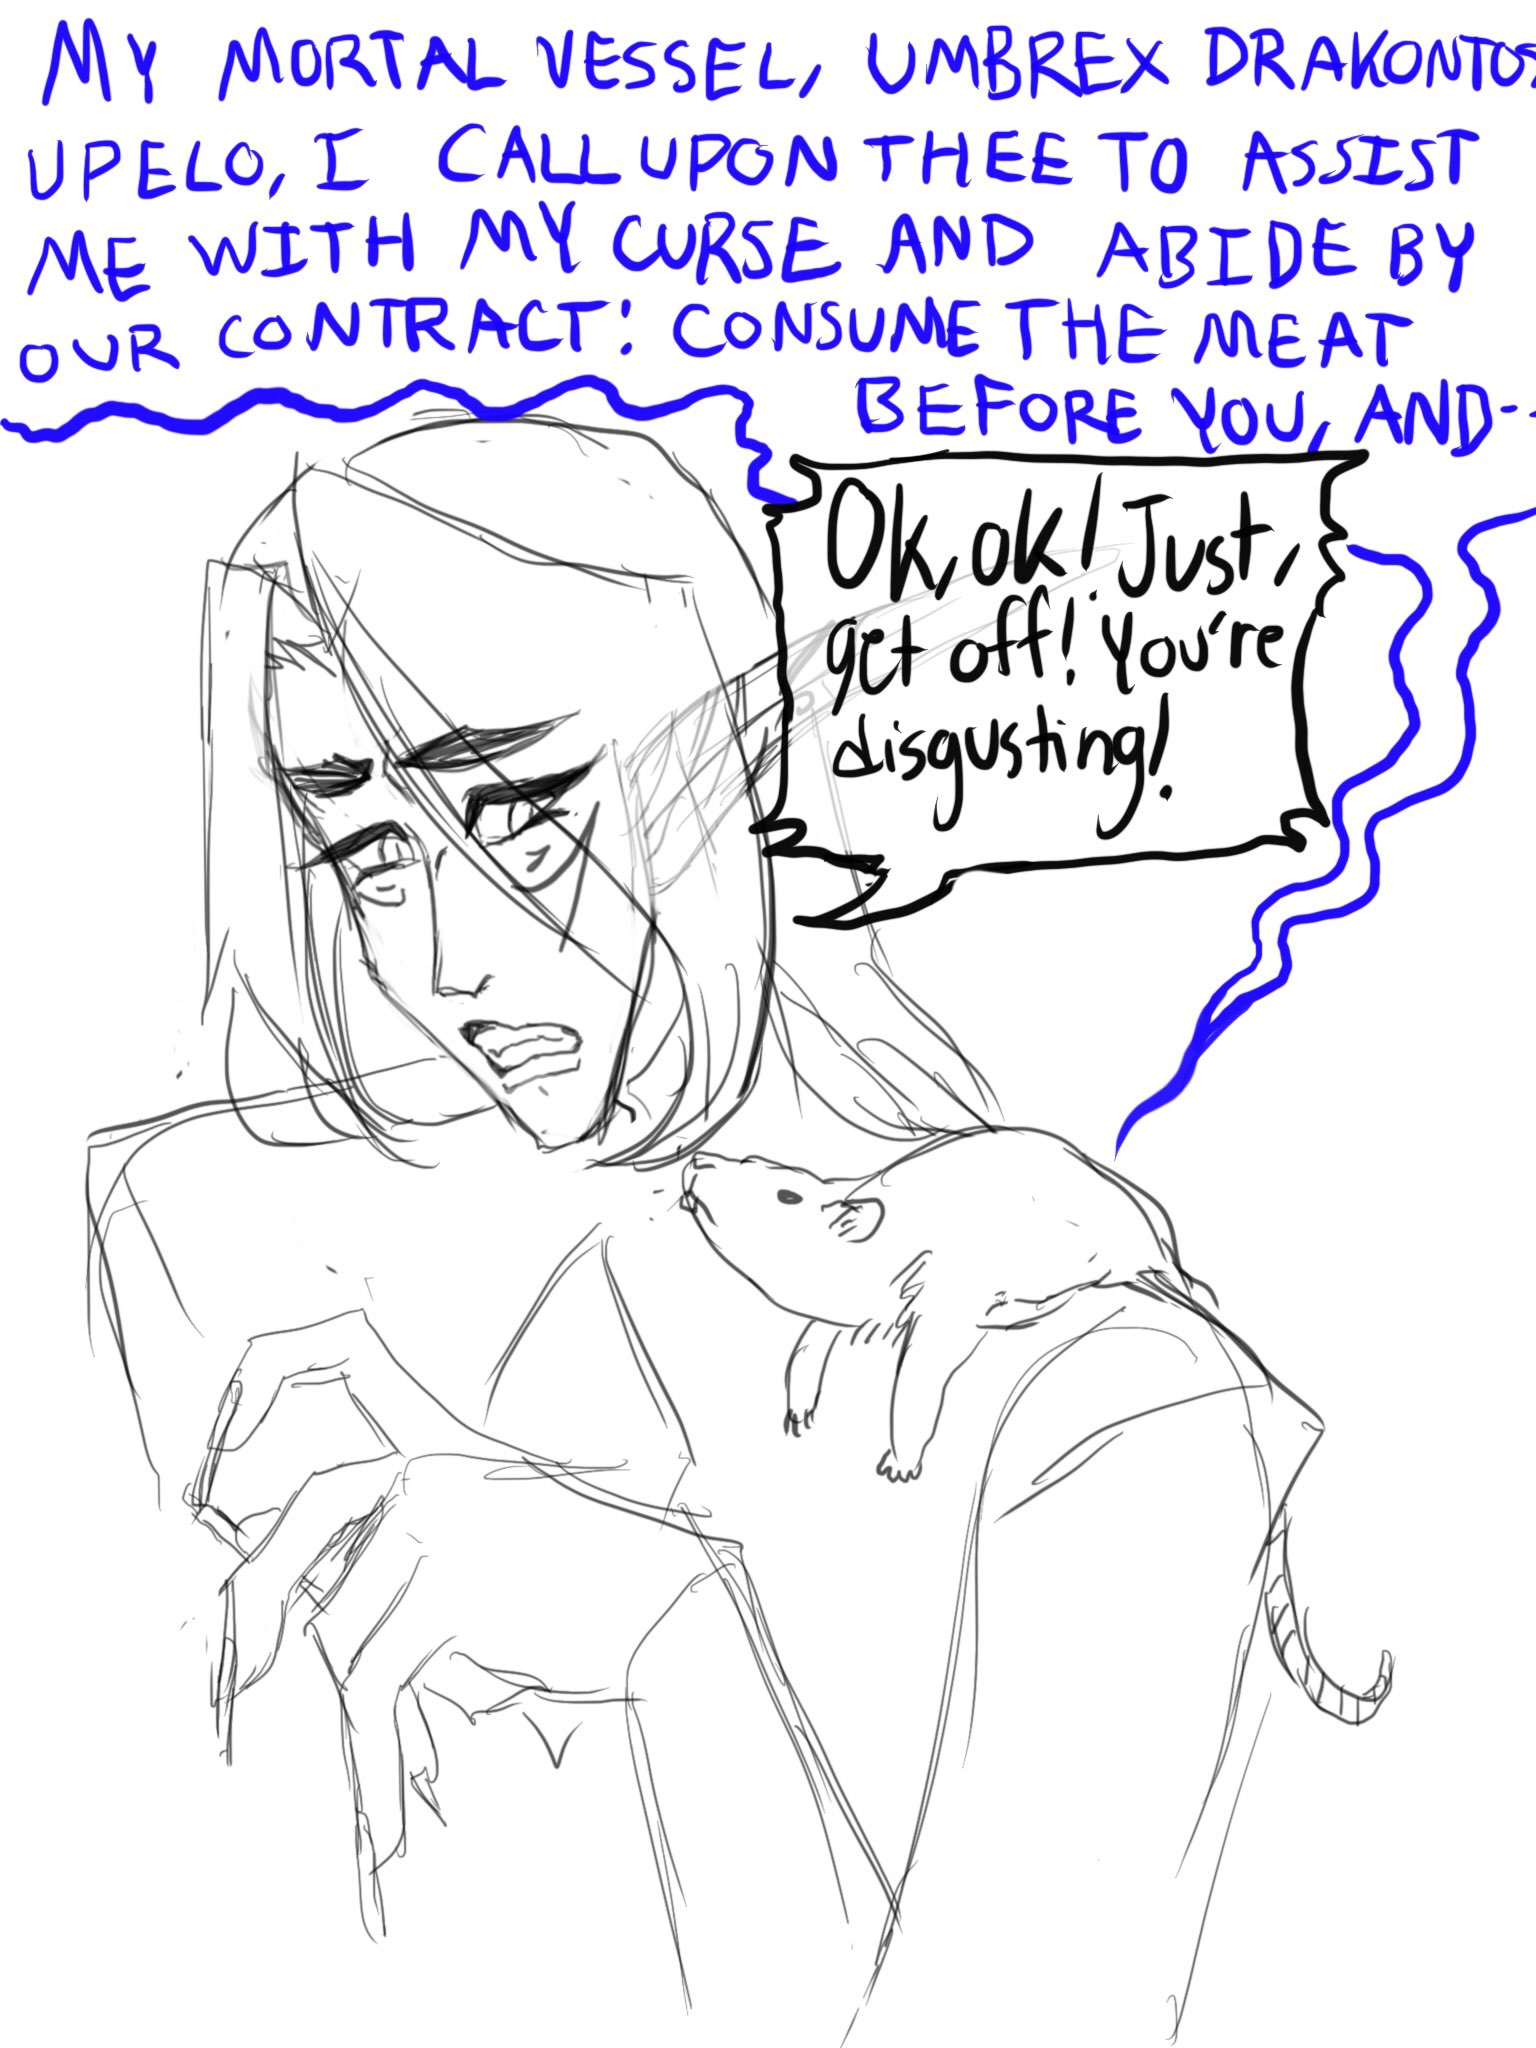 MY MORTAL VESSEL, UMBREX DRAKONTOS
UPELO, I CALL UPON THEE TO ASSIST
ME WITH MY CURSE AND ABIDE BY
OUR CONTRACT: CONSUME THE MEAT
BEFORE YOU, AND--
Ok, ok! Just,
get off! You're
disgusting!